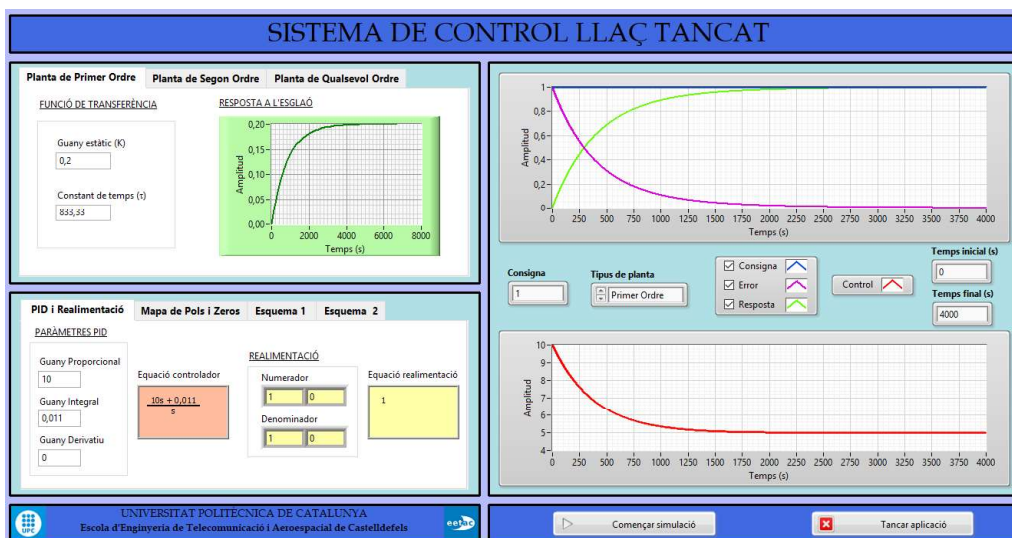 SISTEMA DE CONTROL LLAÇ TANCAT
Planta de Primer Ordre Planta de Segon Ordre Planta de Qualsevol Ordre
FUNCIÓ DE TRANSFERÈNCIA
Guany estàtic (K)
0,2
Constant de temps (τ)
833,33
RESPOSTA A L'ESGLAÓ
Amplitud
0,20
0,15
0,10
0,05
0,00
0 2000 4000 6000 8000
Temps (s)
PID i Realimentació Mapa de Pols i Zeros Esquema 1 Esquema 2
PARÀMETRES PID
Guany Proporcional
10
Guany Integral
0,011
Guany Derivatiu
0
Equació controlador
10s + 0,011
s
REALIMENTACIÓ
Numerador
1 0
Denominador
1 0
Equació realimentació
1
Amplitud
1
0,8
0,6
0,4
0,2
0
0 250 500 750 1000 1250 1500 1750 2000 2250 2500 2750 3000 3250 3500 3750 4000
Temps (s)
Consigna
1
Tipus de planta
Primer Ordre
Consigna
Error
Resposta
Control
Temps inicial (s)
0
Temps final (s)
4000
Amplitud
10
9
8
7
6
5
4
0 250 500 750 1000 1250 1500 1750 2000 2250 2500 2750 3000 3250 3500 3750 4000
Temps (s)
UPC
UNIVERSITAT POLITÈCNICA DE CATALUNYA
Escola d'Enginyeria de Telecomunicació i Aeroespacial de Castelldefels
eetac
Començar simulació
Tancar aplicació